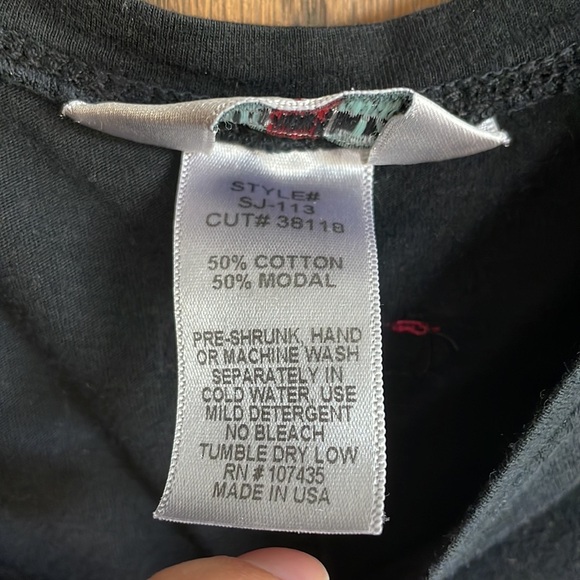 STYLE#
SJ-113
CUT# 38118
50% COTTON
50% MODAL
PRE-SHRUNK, HAND
OR MACHINE WASH
SEPARATELY IN
COLD WATER, USE
MILD DETERGENT
NO BLEACH
TUMBLE DRY LOW
RN # 107435
MADE IN USA